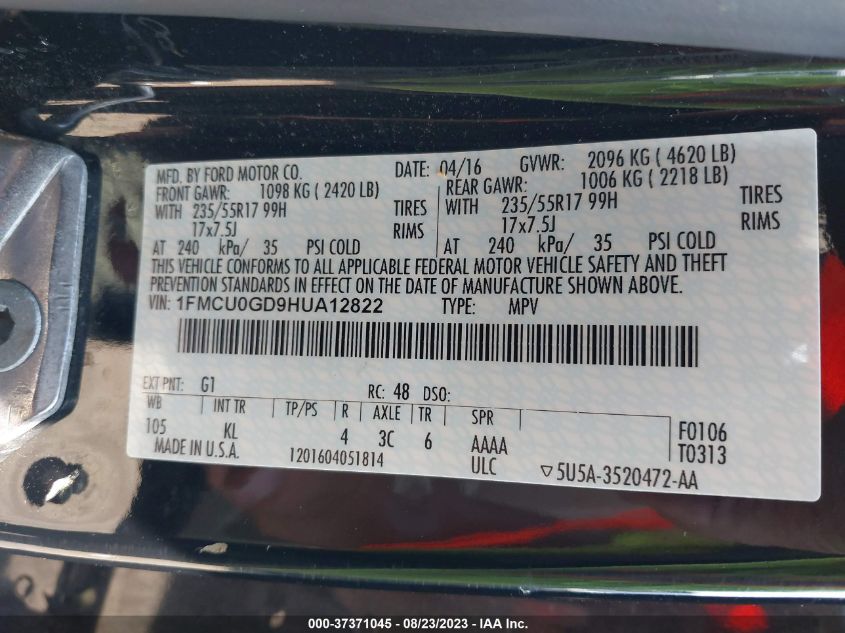 MFD. BY FORD MOTOR CO. DATE: 04/16 GVWR: 2096 KG ( 4620 LB)
FRONT GAWR: 1098 KG ( 2420 LB) REAR GAWR: 1006 KG ( 2218 LB)
WITH 235/55R17 99H TIRES WITH 235/55R17 99H TIRES
17x7.5J RIMS 17x7.5J RIMS
AT 240 kPa/ 35 PSI COLD AT 240 kPa/ 35 PSI COLD
THIS VEHICLE CONFORMS TO ALL APPLICABLE FEDERAL MOTOR VEHICLE SAFETY AND THEFT
PREVENTION STANDARDS IN EFFECT ON THE DATE OF MANUFACTURE SHOWN ABOVE.
VIN: 1FMCU0GD9HUA12822 TYPE: MPV
EXT PNT: G1 RC: 48 DSO:
WB INT TR TP/PS R AXLE TR SPR
105 KL 4 3C 6 AAAA F0106
MADE IN U.S.A. 1201604051814 ULC ▽5U5A-3520472-AA T0313
000-37371045 - 08/23/2023 - © IAA Inc.